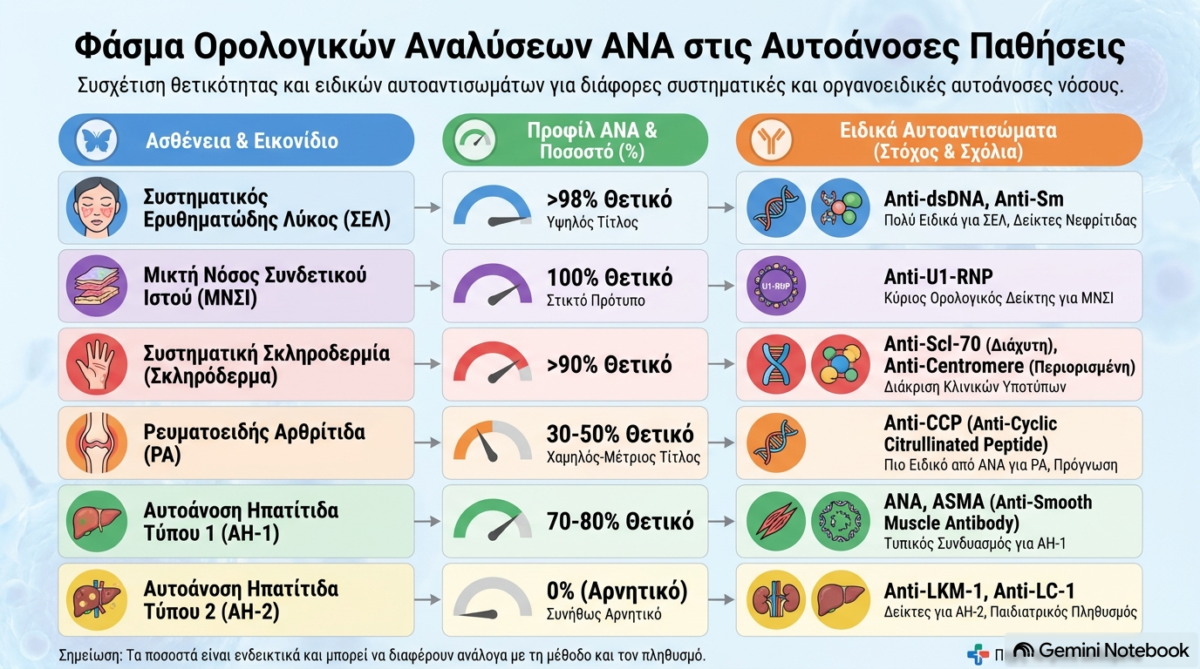 Φάσμα Ορολογικών Αναλύσεων ΑΝΑ στις Αυτοάνοσες Παθήσεις
Συσχέτιση θετικότητας και ειδικών αυτοαντισωμάτων για διάφορες συστηματικές και οργανοειδικές αυτοάνοσες νόσους.
Ασθένεια & Εικονίδιο
Προφίλ ΑΝΑ &
Ποσοστό (%)
Ειδικά Αυτοαντισώματα
(Στόχος & Σχόλια)
Συστηματικός
Ερυθηματώδης Λύκος (ΣΕΛ)
>98% Θετικό
Υψηλός Τίτλος
Anti-dsDNA, Anti-Sm
Πολύ Ειδικά για ΣΕΛ, Δείκτες Νεφρίτιδας
Μικτή Νόσος Συνδετικού
Ιστού (ΜΝΣΙ)
100% Θετικό
Στικτό Πρότυπο
U1-RNP
Anti-U1-RNP
Κύριος Ορολογικός Δείκτης για ΜΝΣΙ
Συστηματική Σκληροδερμία
(Σκληρόδερμα)
>90% Θετικό
Anti-Scl-70 (Διάχυτη),
Anti-Centromere (Περιορισμένη)
Διάκριση Κλινικών Υποτύπων
Ρευματοειδής Αρθρίτιδα
(ΡΑ)
30-50% Θετικό
Χαμηλός-Μέτριος Τίτλος
Anti-CCP (Anti-Cyclic
Citrullinated Peptide)
Πιο Ειδικό από ΑΝΑ για ΡΑ, Πρόγνωση
Αυτοάνοση Ηπατίτιδα
Τύπου 1 (ΑΗ-1)
70-80% Θετικό
ANA, ASMA (Anti-Smooth
Muscle Antibody)
Τυπικός Συνδυασμός για ΑΗ-1
Αυτοάνοση Ηπατίτιδα
Τύπου 2 (ΑΗ-2)
0% (Αρνητικό)
Συνήθως Αρνητικό
Anti-LKM-1, Anti-LC-1
Δείκτες για ΑΗ-2, Παιδιατρικός Πληθυσμός
Σημείωση: Τα ποσοστά είναι ενδεικτικά και μπορεί να διαφέρουν ανάλογα με τη μέθοδο και τον πληθυσμό.
Gemini Notebook